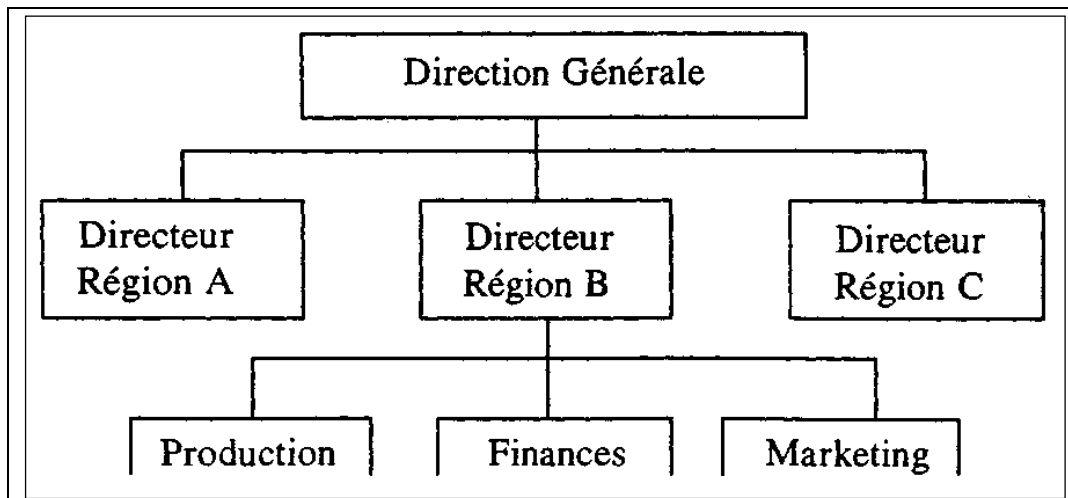 Direction Générale
Directeur
Région A
Directeur
Région B
Directeur
Région C
Production
Finances
Marketing